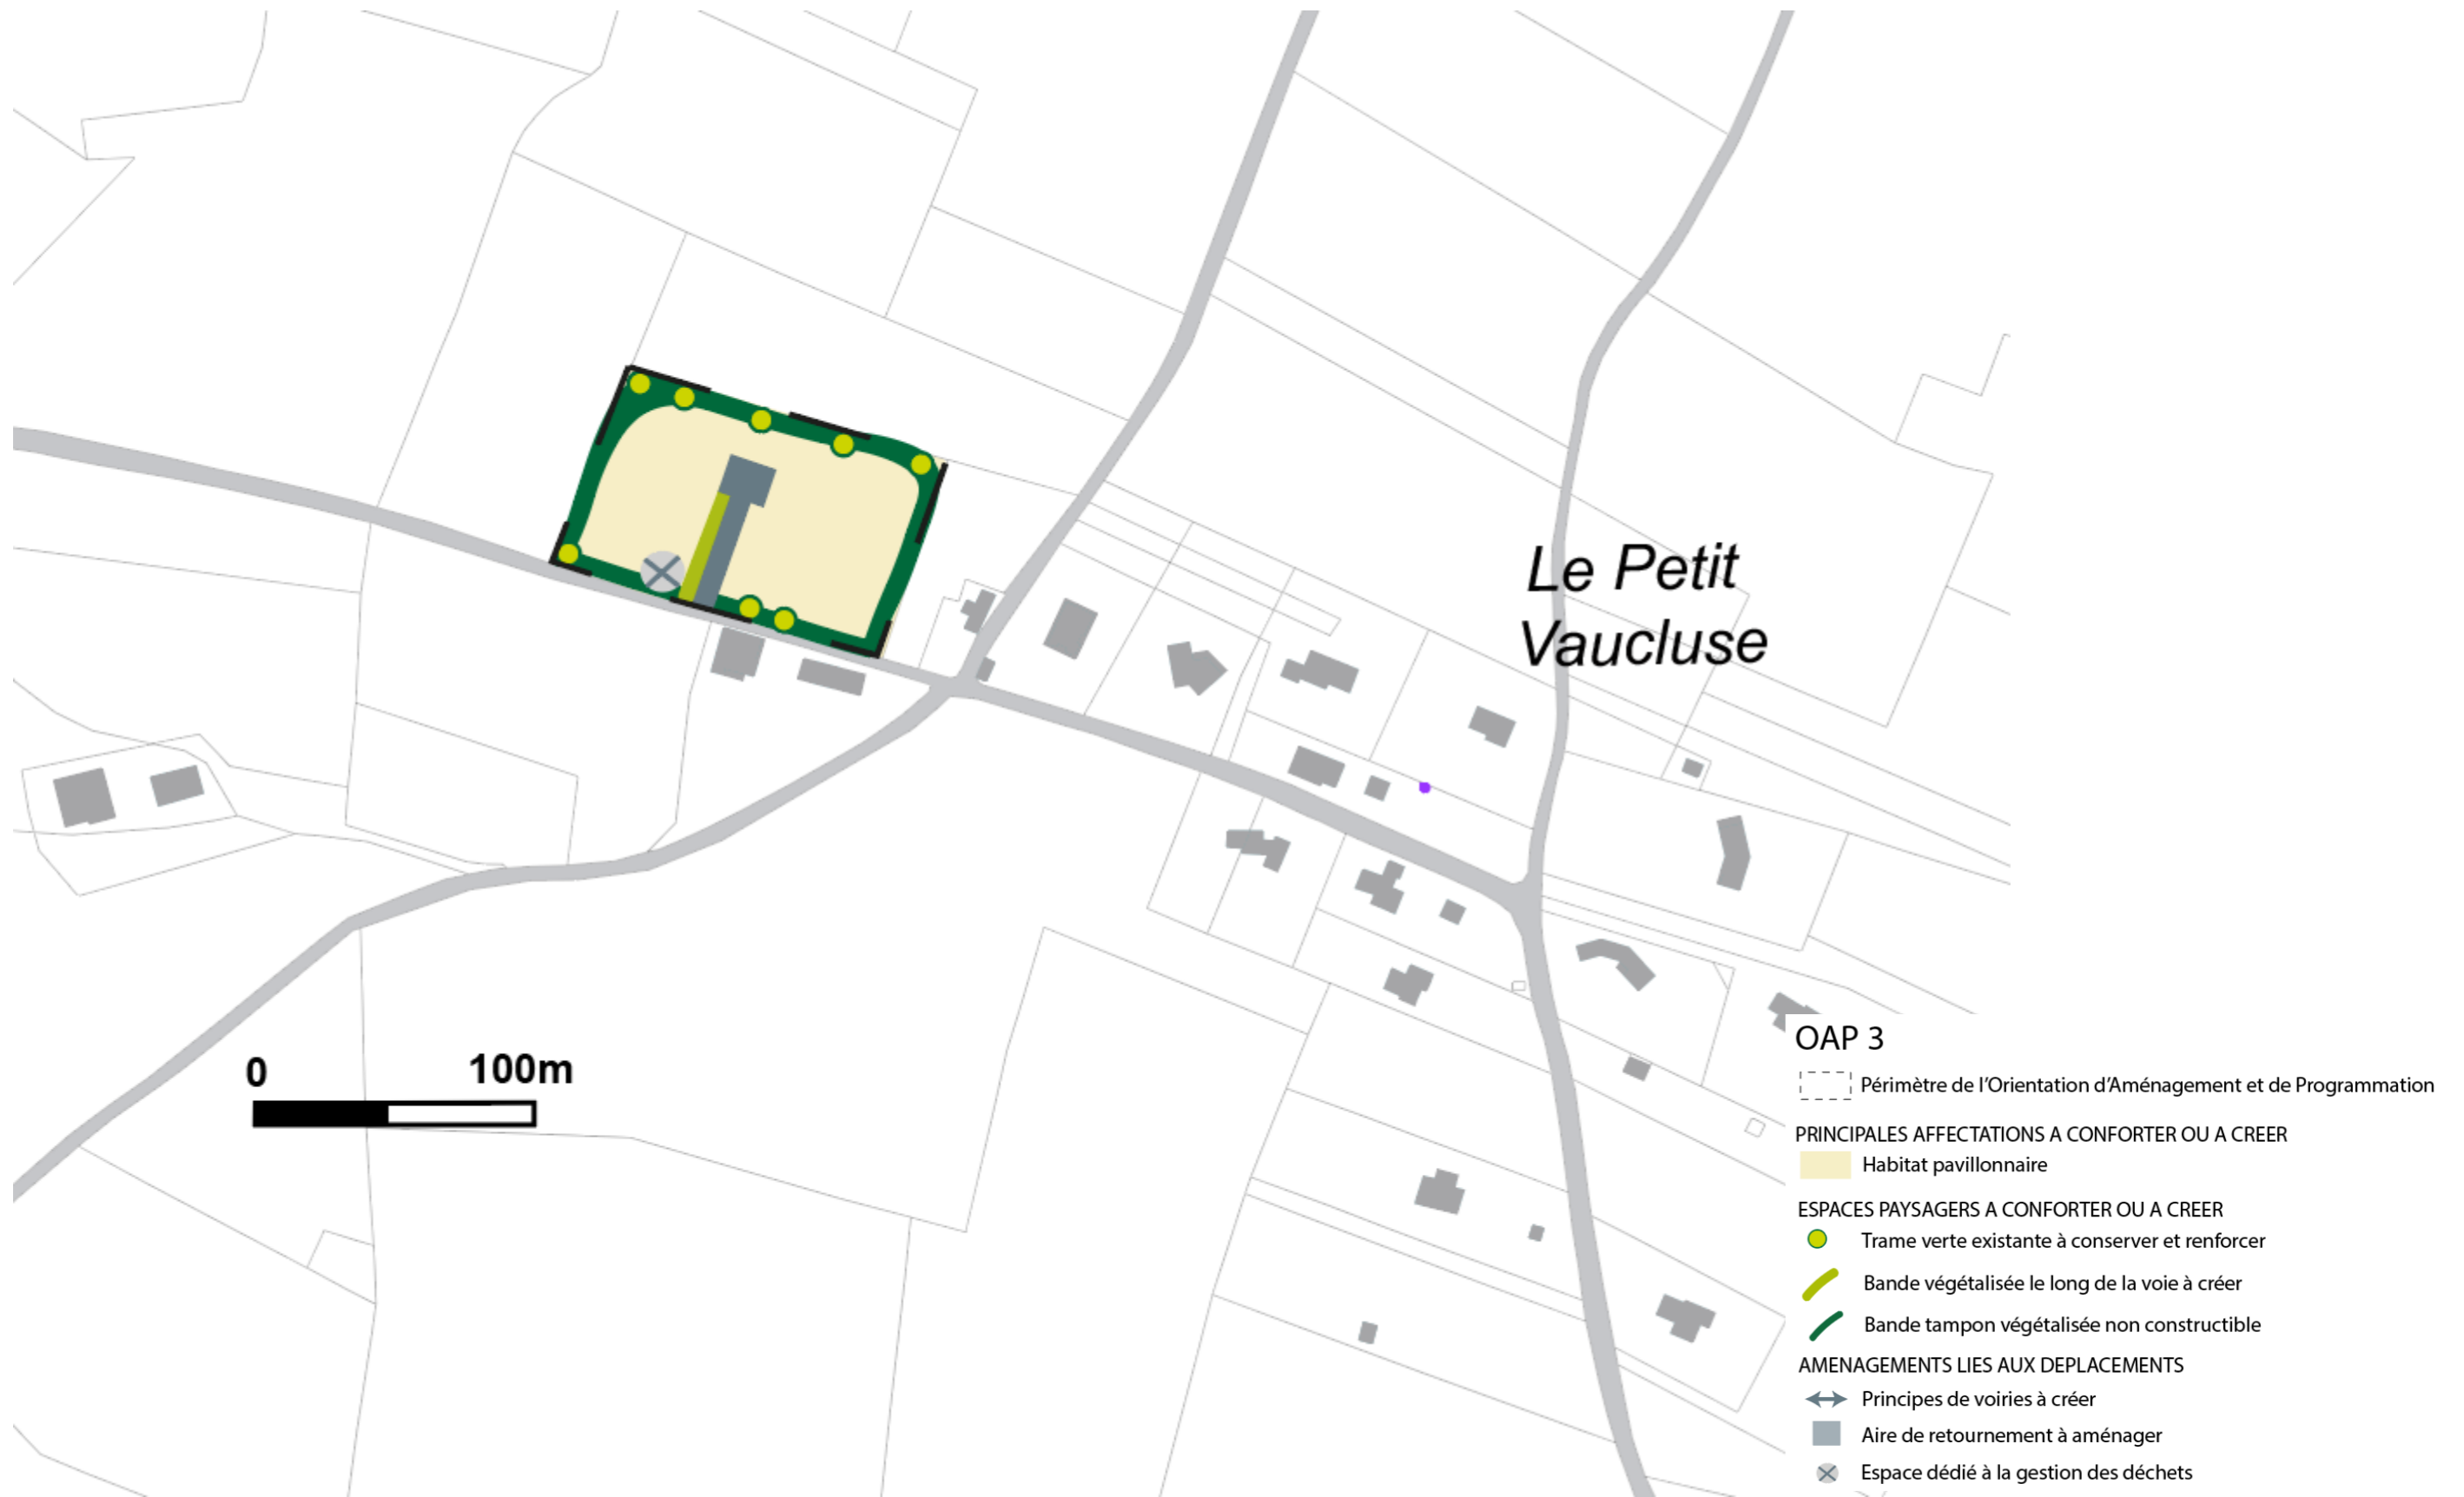 Le Petit
Vaucluse
0 100m
OAP 3
Périmètre de l'Orientation d'Aménagement et de Programmation
PRINCIPALES AFFECTATIONS A CONFORTER OU A CREER
Habitat pavillonnaire
ESPACES PAYSAGERS A CONFORTER OU A CREER
Trame verte existante à conserver et renforcer
Bande végétalisée le long de la voie à créer
Bande tampon végétalisée non constructible
AMENAGEMENTS LIES AUX DEPLACEMENTS
Principes de voiries à créer
Aire de retournement à aménager
Espace dédié à la gestion des déchets